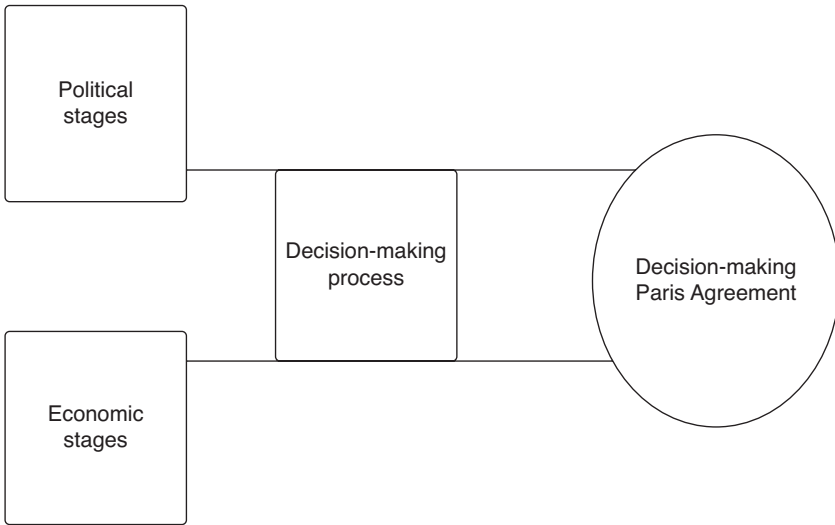 Political
stages
Decision-making
process
Decision-making
Paris Agreement
Economic
stages